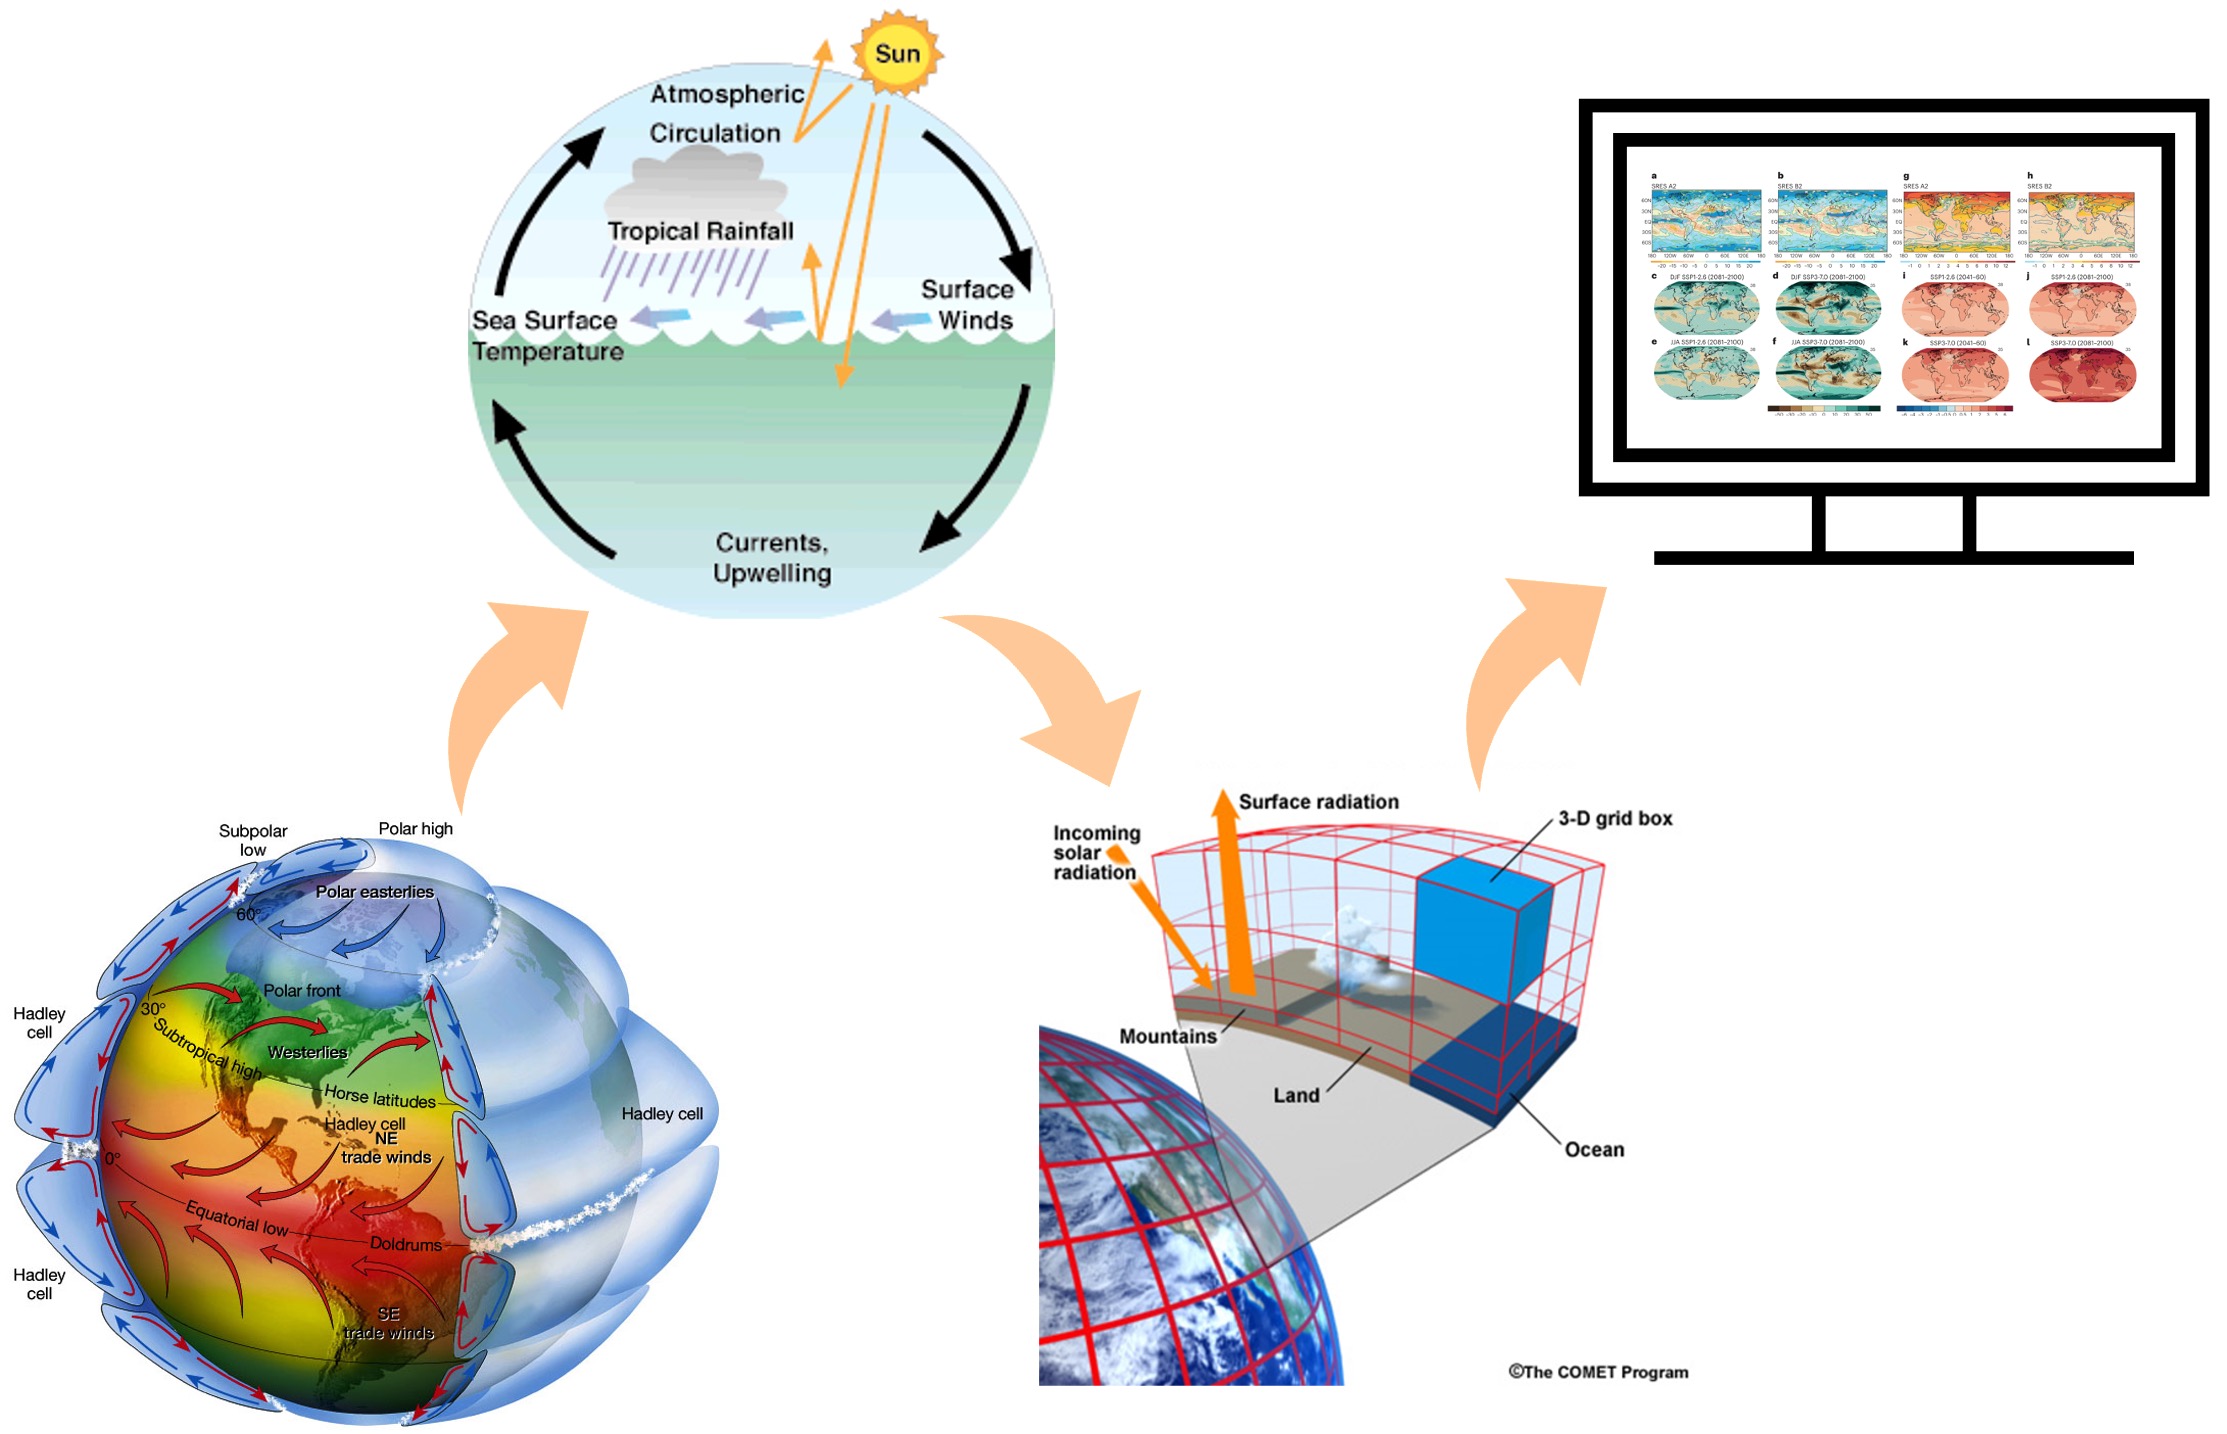 Sun
Atmospheric
Circulation
Tropical Rainfall
Surface
Winds
Sea Surface
Temperature
Currents,
Upwelling
a
SRES A2
b
SRES B2
g
SRES A2
h
SRES B2
c
DJF SSP1-2.6 (2081–2100)
d
DJF SSP3-7.0 (2081–2100)
i
SSP1-2.6 (2041–60)
j
SSP1-2.6 (2081–2100)
e
JJA SSP1-2.6 (2081–2100)
f
JJA SSP3-7.0 (2081–2100)
k
SSP3-7.0 (2041–60)
l
SSP3-7.0 (2081–2100)
Subpolar
low
Polar high
Polar easterlies
60°
Polar front
30°
Hadley
cell
Subtropical high
Westerlies
Horse latitudes
Hadley cell
NE
trade winds
Hadley cell
0°
Equatorial low
Doldrums
Hadley
cell
SE
trade winds
Surface radiation
Incoming
solar
radiation
3-D grid box
Mountains
Land
Ocean
©The COMET Program